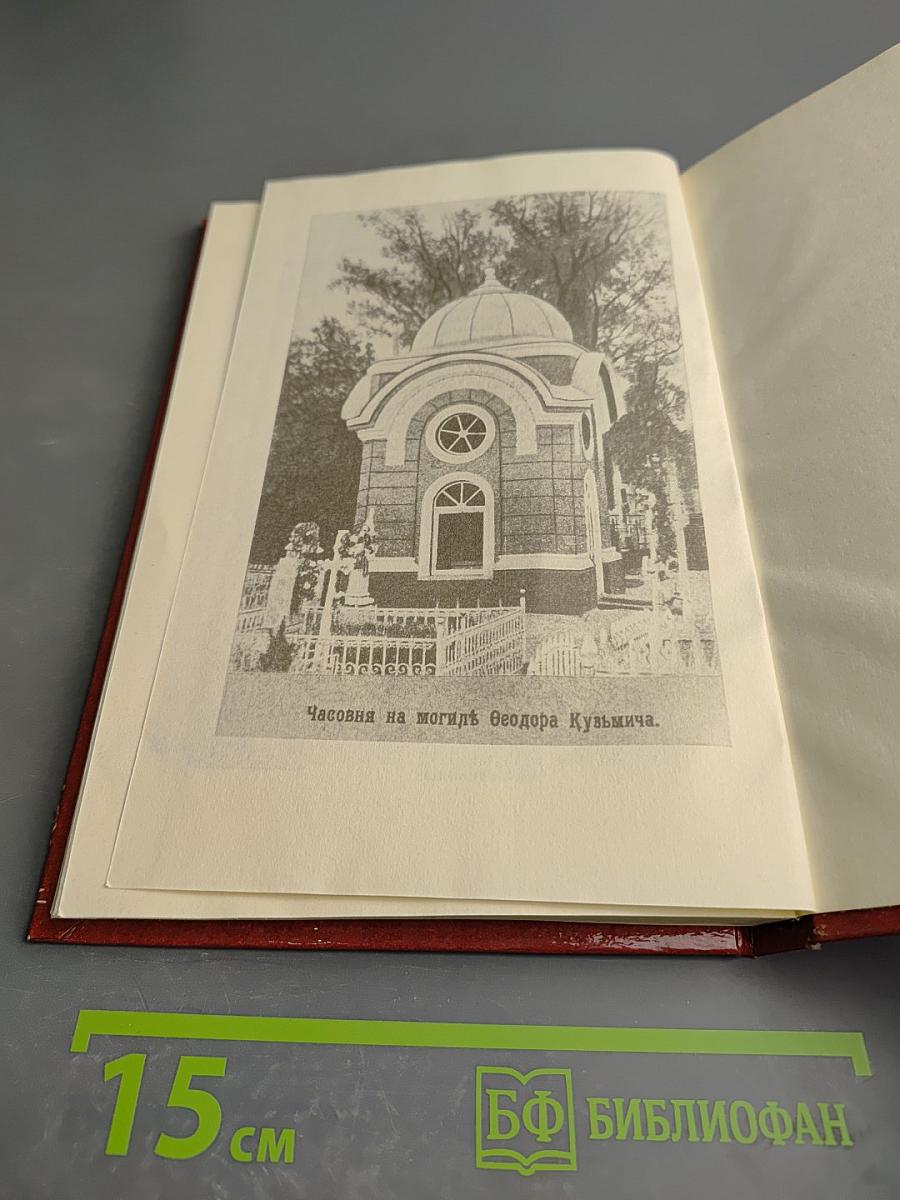 Часовня на могилѣ Ѳеодора Кузьмича.
15 см
БФ БИБЛИОФАН